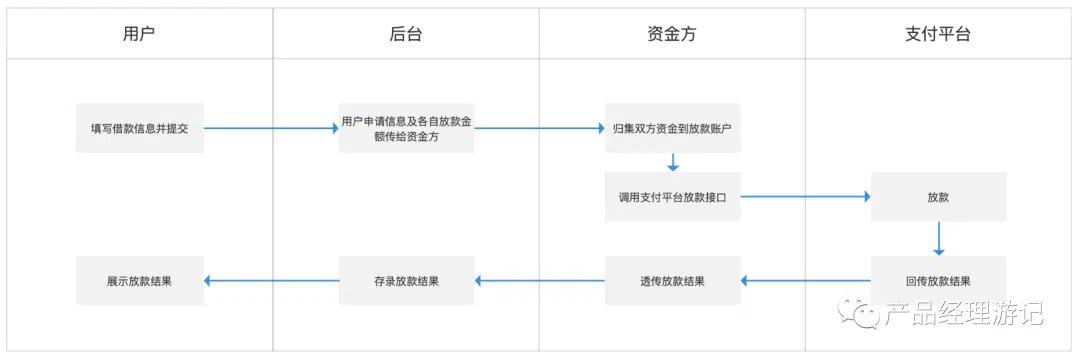 用户
后台
资金方
支付平台
填写借款信息并提交
用户申请信息及各自放款金
额传给资金方
归集双方资金到放款账户
调用支付平台放款接口
放款
展示放款结果
存录放款结果
透传放款结果
回传放款结果
产品经理游记